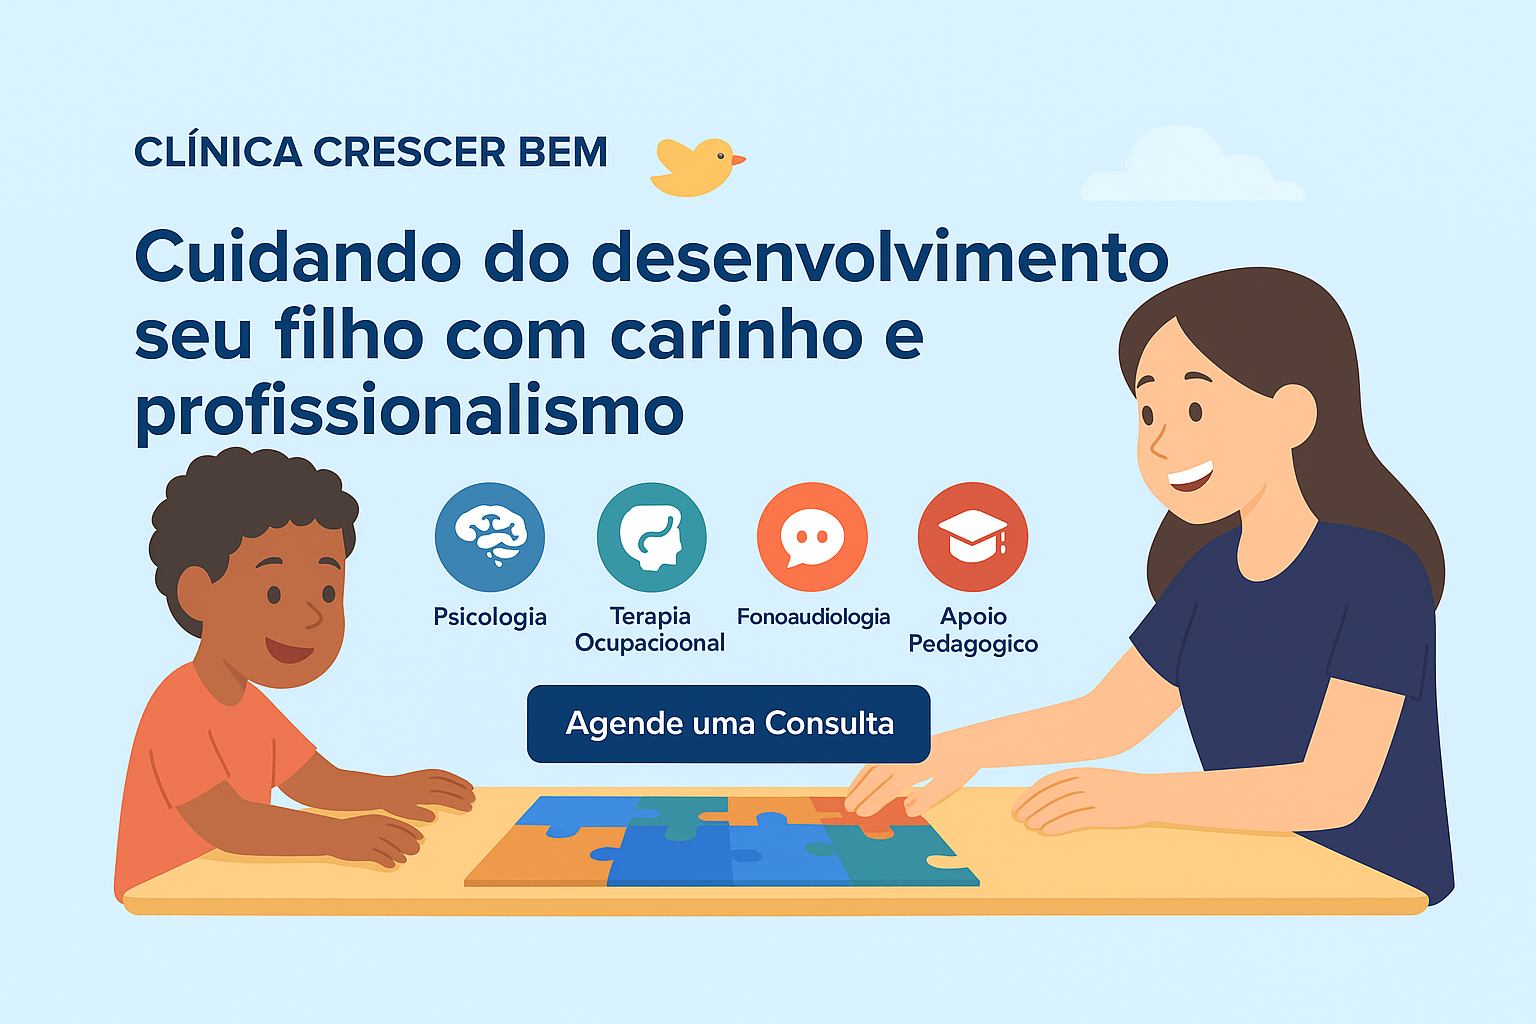 CLÍNICA CRESCER BEM
Cuidando do desenvolvimento
seu filho com carinho e
profissionalismo
Psicologia
Terapia
Ocupacioonal
Fonoaudiologia
Apoio
Pedagogico
Agende uma Consulta